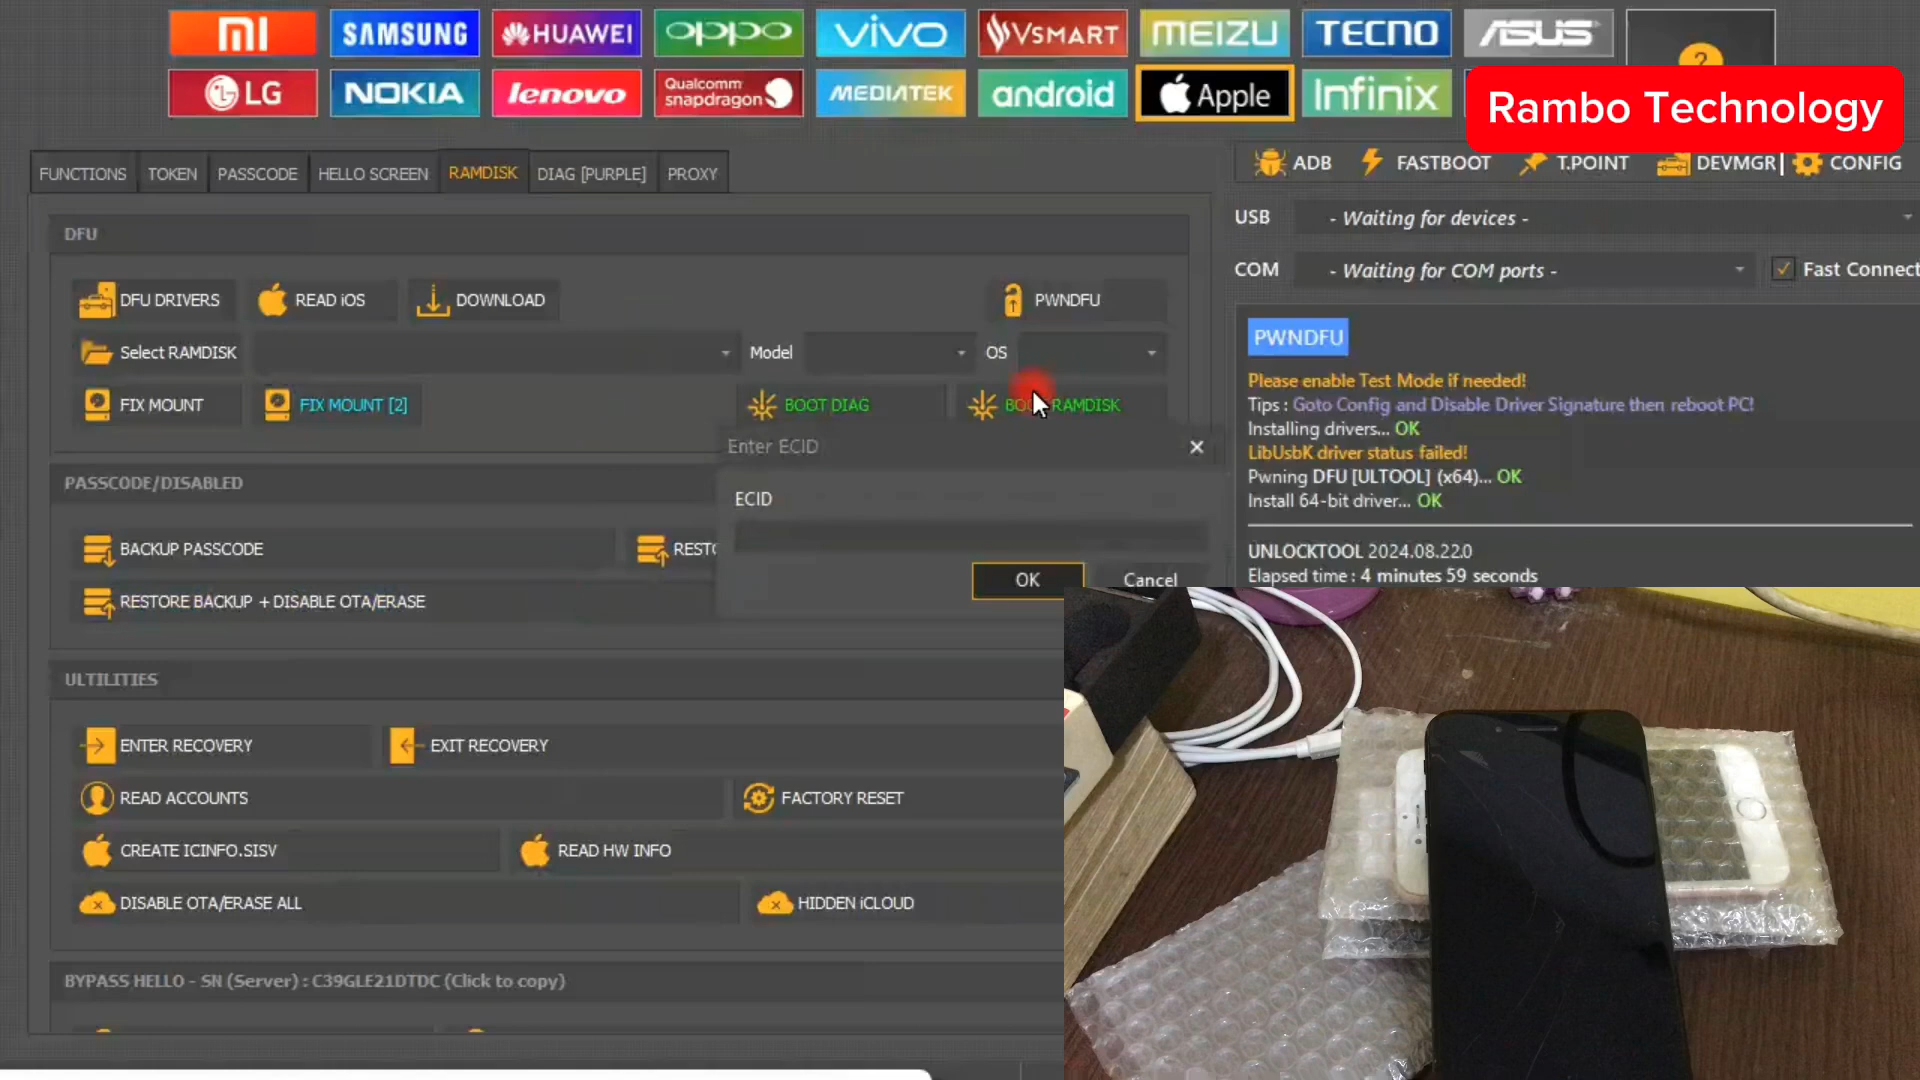 mi
SAMSUNG
HUAWEI
oppo
vivo
VSMART
MEIZU
TECNO
ASUS
?
LG
NOKIA
lenovo
Qualcomm
snapdragon
MEDIATEK
android
Apple
Infinix
Rambo Technology
FUNCTIONS
TOKEN
PASSCODE
HELLO SCREEN
RAMDISK
DIAG [PURPLE]
PROXY
ADB
FASTBOOT
T.POINT
DEVMGR
CONFIG
USB
- Waiting for devices -
COM
- Waiting for COM ports -
Fast Connect
DFU
DFU DRIVERS
READ iOS
DOWNLOAD
PWNDFU
Select RAMDISK
Model
OS
FIX MOUNT
FIX MOUNT [2]
BOOT DIAG
RAMDISK
Enter ECID
ECID
OK
Cancel
PASSCODE/DISABLED
BACKUP PASSCODE
RESTORE BACKUP + DISABLE OTA/ERASE
ULTILITIES
ENTER RECOVERY
EXIT RECOVERY
READ ACCOUNTS
FACTORY RESET
CREATE ICINFO.SISV
READ HW INFO
DISABLE OTA/ERASE ALL
HIDDEN iCLOUD
BYPASS HELLO - SN (Server) : C39GLE21DTDC (Click to copy)
PWNDFU
Please enable Test Mode if needed!
Tips : Goto Config and Disable Driver Signature then reboot PC!
Installing drivers... OK
LibUsbK driver status failed!
Pwning DFU [ULTOOL] (x64)... OK
Install 64-bit driver... OK
UNLOCKTOOL 2024.08.22.0
Elapsed time : 4 minutes 59 seconds